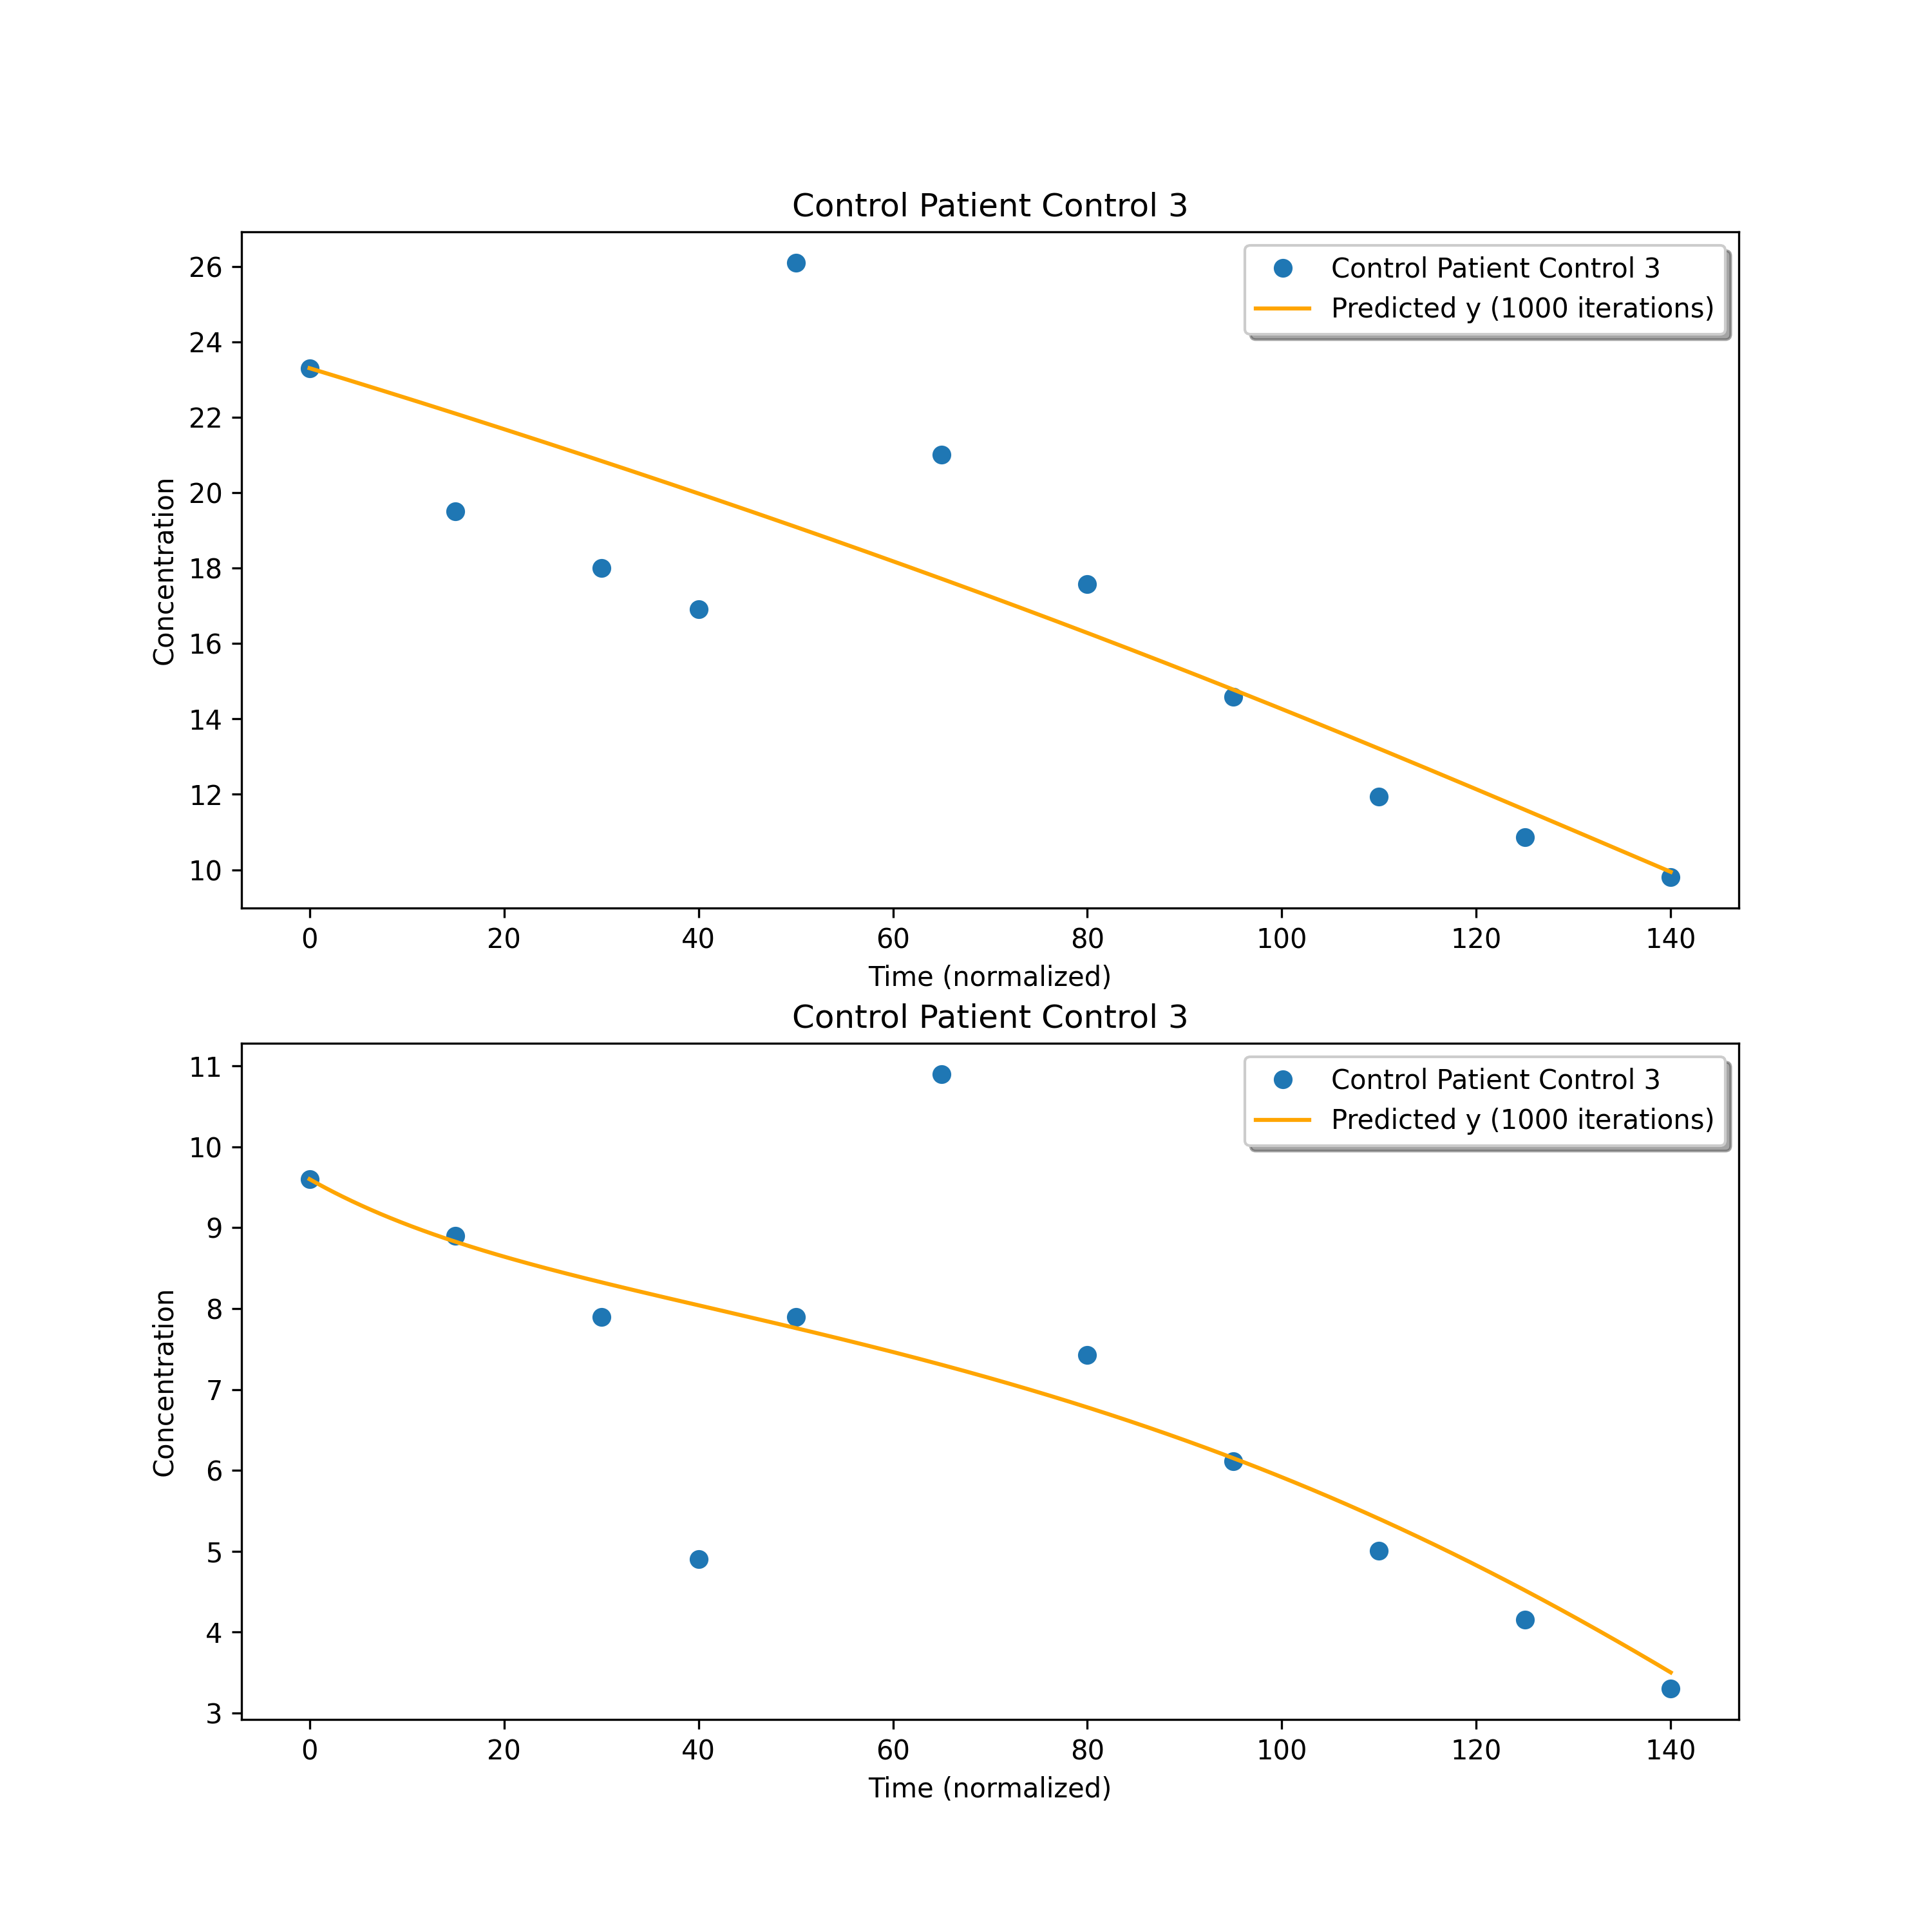 Control Patient Control 3
Control Patient Control 3
Predicted y (1000 iterations)
26
24
22
20
18
16
14
12
10
Concentration
0 20 40 60 80 100 120 140
Time (normalized)
Control Patient Control 3
Control Patient Control 3
Predicted y (1000 iterations)
11
10
9
8
7
6
5
4
3
Concentration
0 20 40 60 80 100 120 140
Time (normalized)